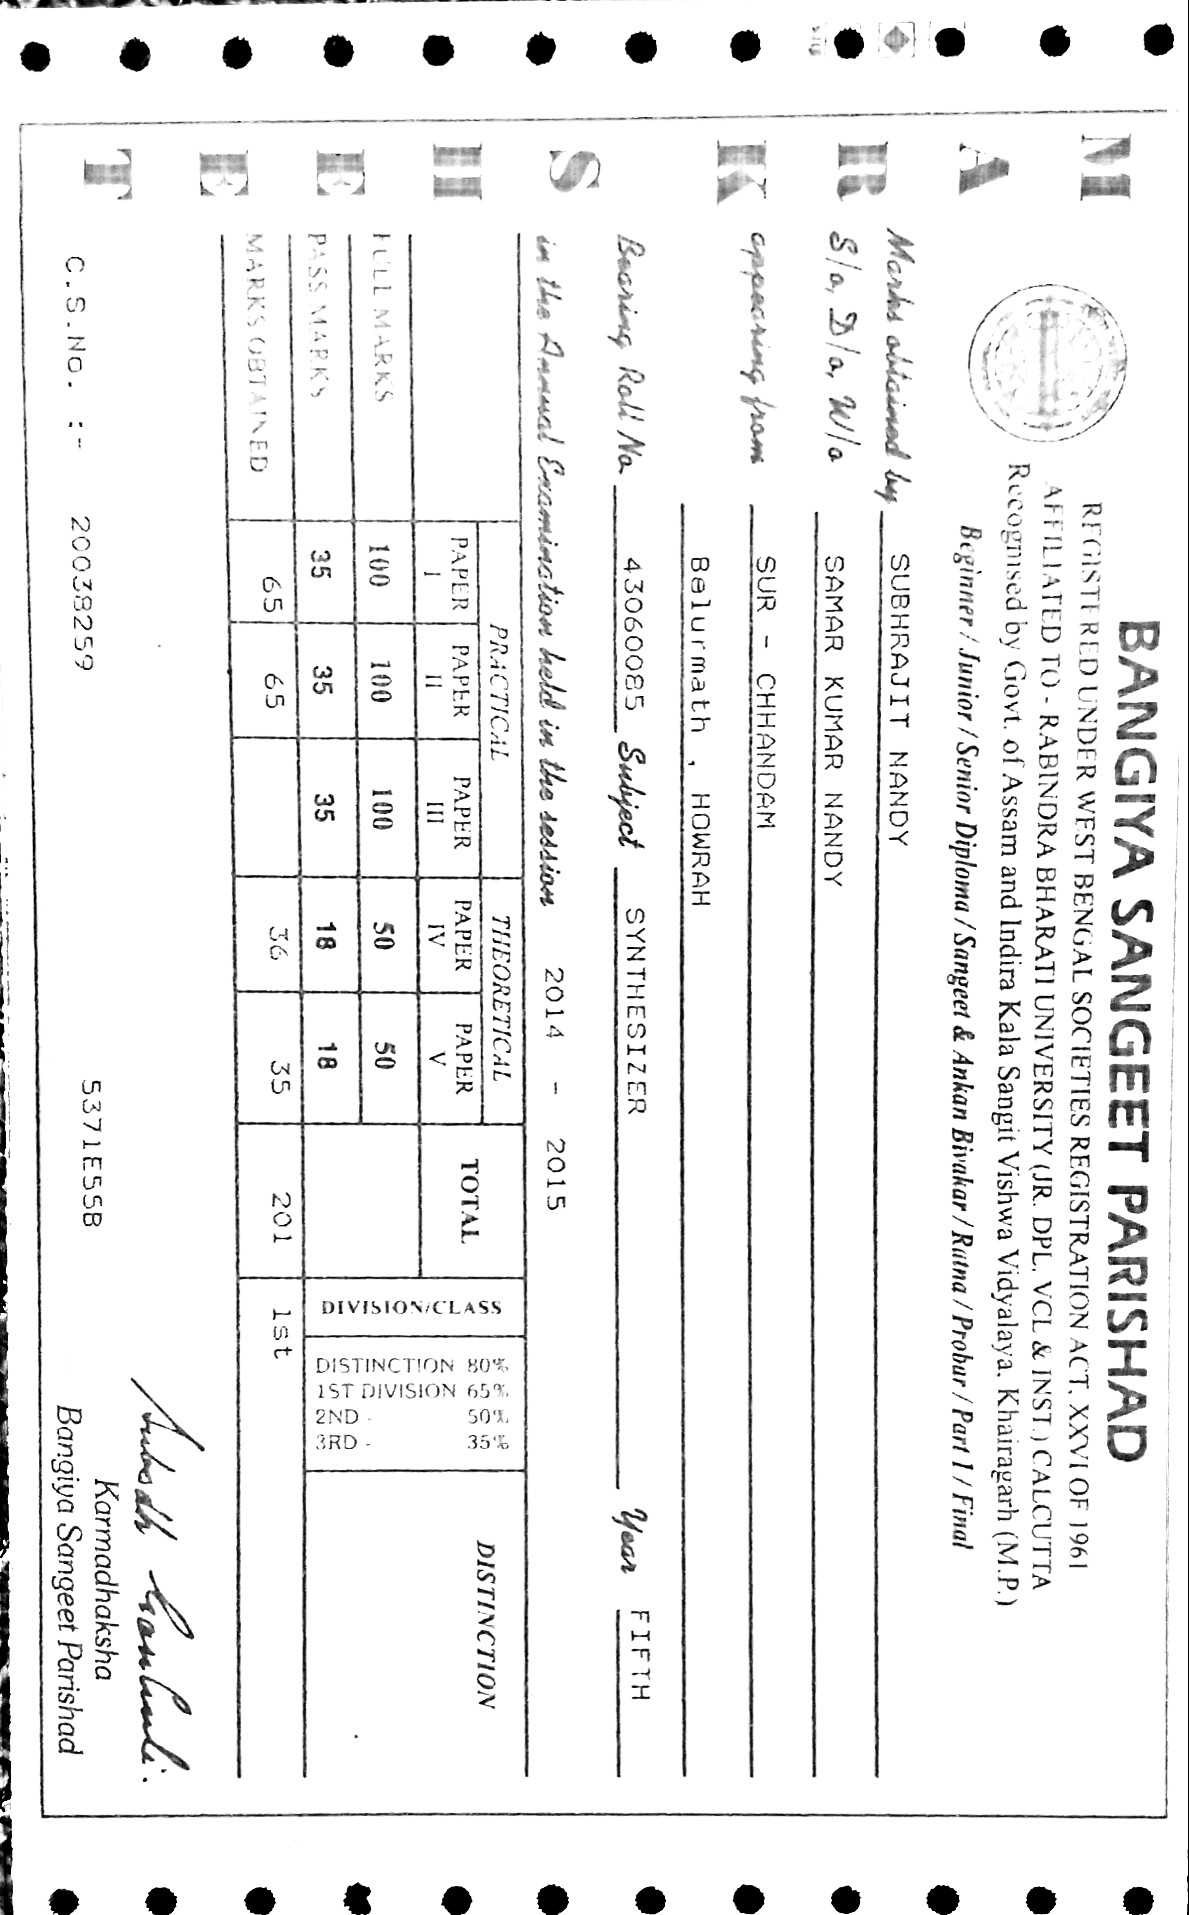 MARK SHEET
BANGIYA SANGEET PARISHAD
REGISTERED UNDER WEST BENGAL SOCIETIES REGISTRATION ACT. XXVI OF 1961
AFFILIATED TO - RABINDRA BHARATI UNIVERSITY (JR. DPL. VCL & INST.) CALCUTTA
Recognised by Govt. of Assam and Indira Kala Sangit Vishwa Vidyalaya. Khairagarh (M.P.)
Beginner / Junior / Senior Diploma / Sangeet & Ankan Bivakar / Ratna / Probar / Part I / Final
Marks obtained by SUBHRAJIT NANDY
S/o, D/o, W/o SAMAR KUMAR NANDY
appearing from SUR - CHHANDAM
Belurmath , HOWRAH
Bearing Roll No. 43060085 Subject SYNTHESIZER Year FIFTH
in the Annual Examination held in the session 2014 - 2015
PRACTICAL THEORETICAL TOTAL DIVISION/CLASS DISTINCTION 80% 1ST DIVISION 65% 2ND - 50% 3RD - 35% DISTINCTION
PAPER I PAPER II PAPER III PAPER IV PAPER V
FULL MARKS 100 100 100 50 50
PASS MARKS 35 35 35 18 18
MARKS OBTAINED 65 65 36 35 201 1st
Subodh Ganguli.
Karmadhaksha
Bangiya Sangeet Parishad
C.S.No. :- 20038259 5371E55B